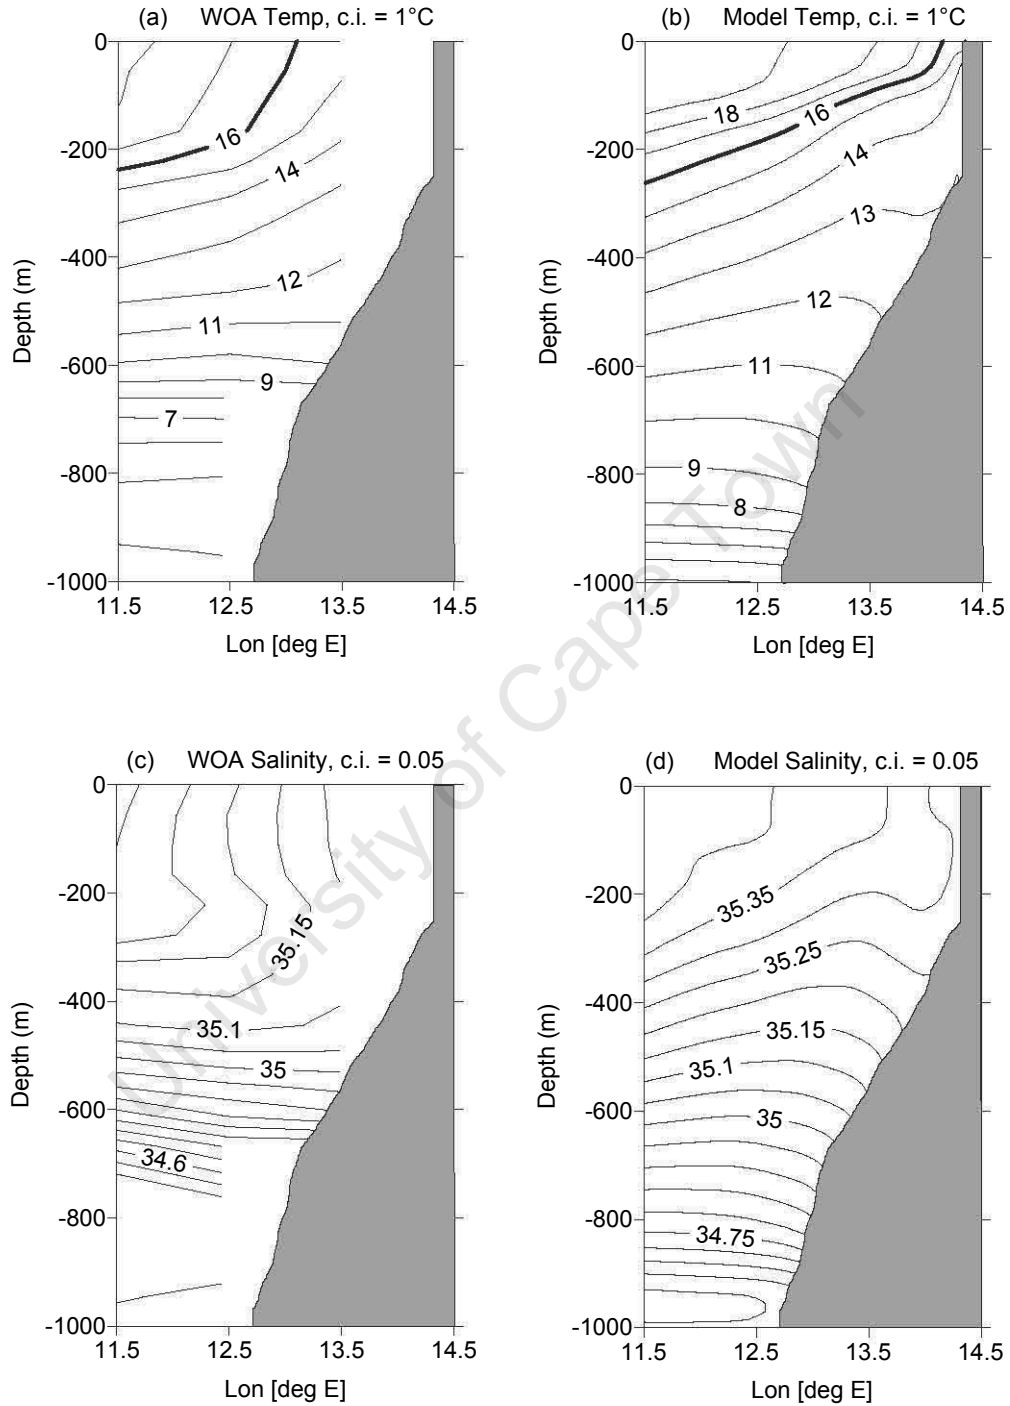 (a) WOA Temp, c.i. = 1°C
0
-200
-400
-600
-800
-1000
Depth (m)
16
14
12
11
9
7
11.5 12.5 13.5 14.5
Lon [deg E]
(b) Model Temp, c.i. = 1°C
0
-200
-400
-600
-800
-1000
Depth (m)
18
16
14
13
12
11
9
8
11.5 12.5 13.5 14.5
Lon [deg E]
(c) WOA Salinity, c.i. = 0.05
0
-200
-400
-600
-800
-1000
Depth (m)
35.15
35.1
35
34.6
11.5 12.5 13.5 14.5
Lon [deg E]
(d) Model Salinity, c.i. = 0.05
0
-200
-400
-600
-800
-1000
Depth (m)
35.35
35.25
35.15
35.1
35
34.75
11.5 12.5 13.5 14.5
Lon [deg E]
University of Cape Town